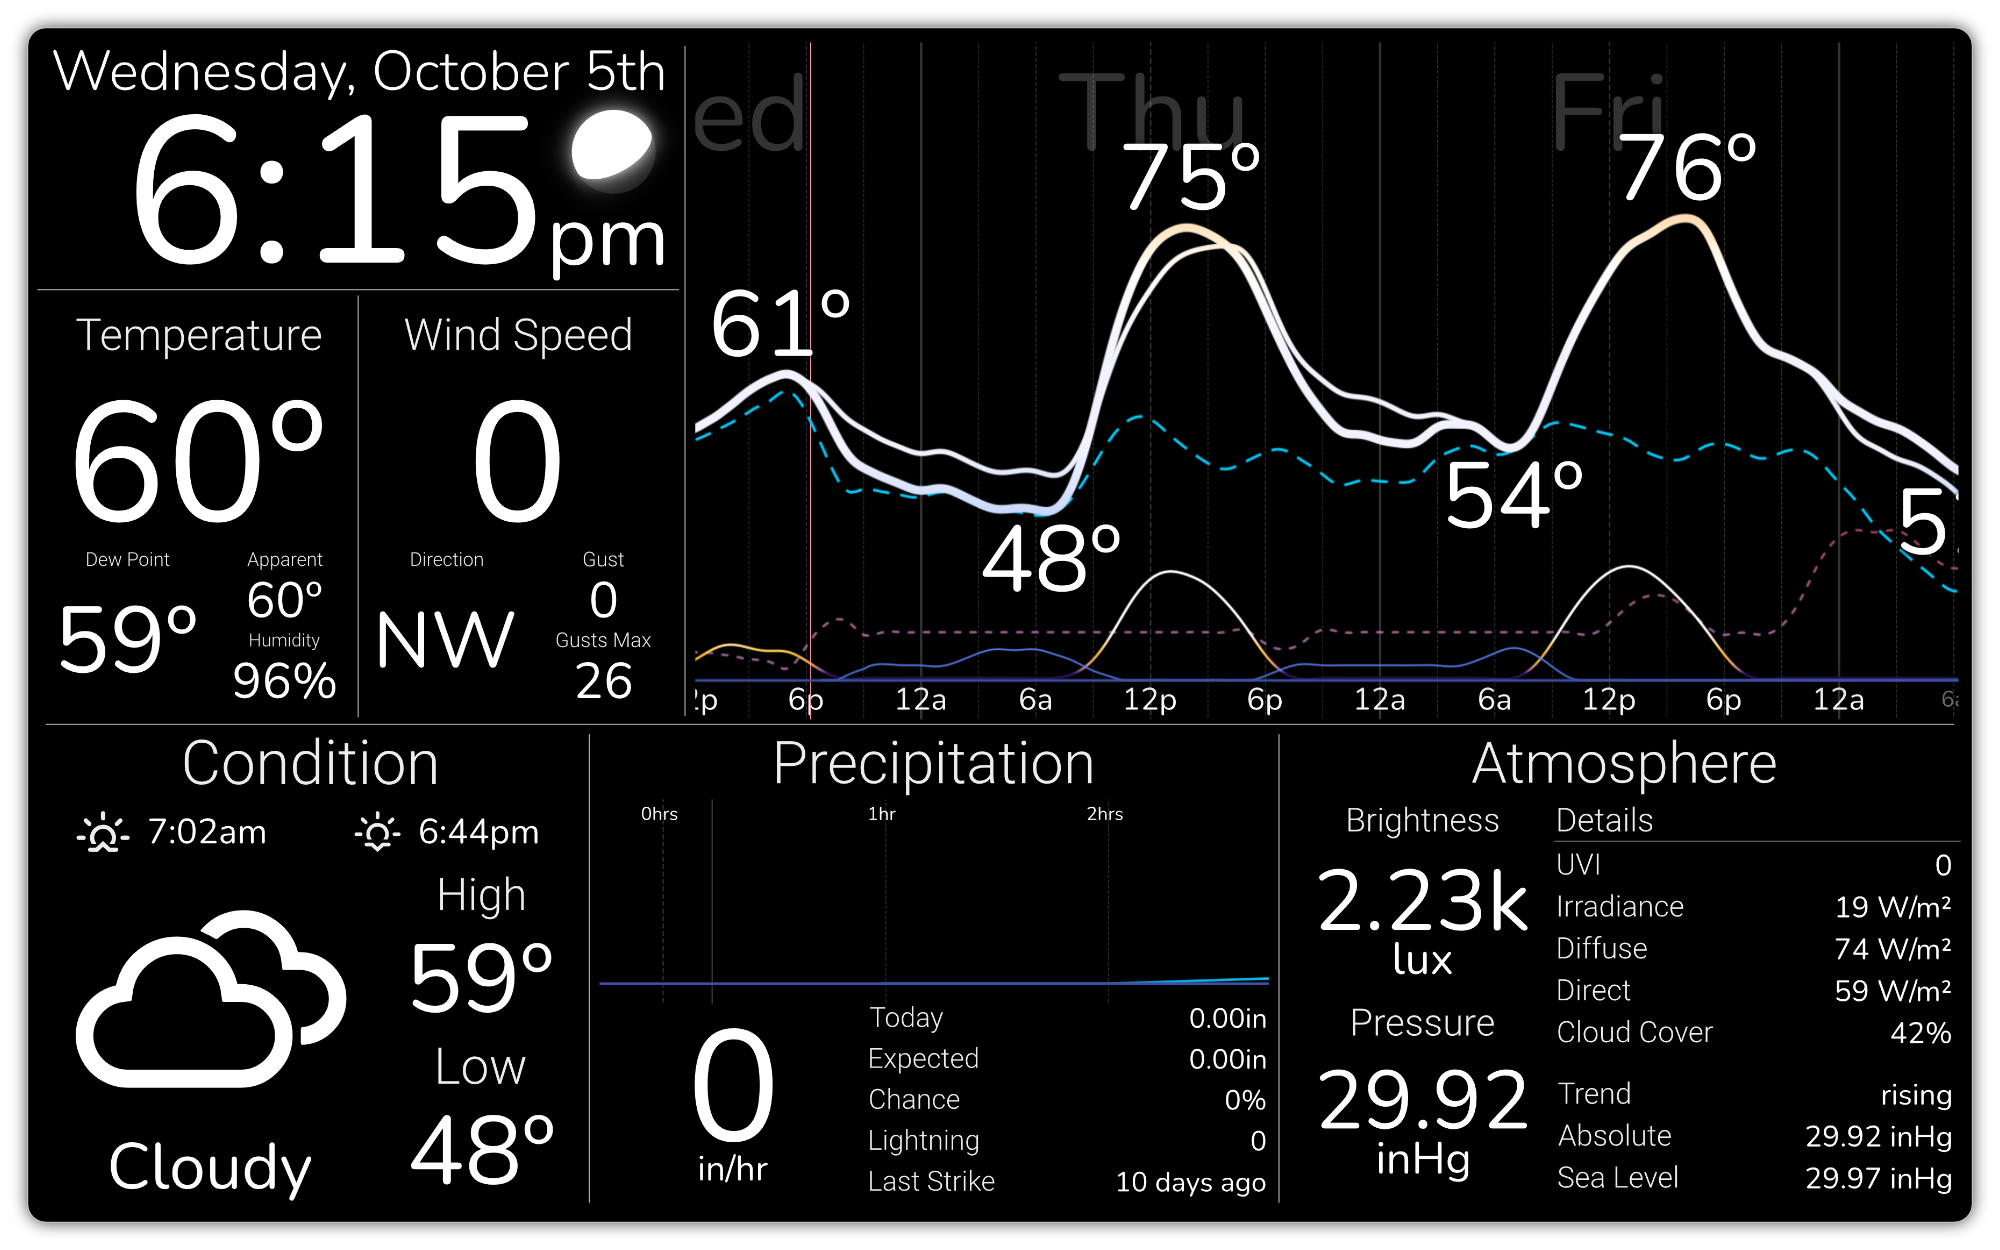 Wednesday, October 5th
6:15 pm
Temperature
60°
Dew Point
59°
Apparent
60°
Humidity
96%
Wind Speed
0
Direction
NW
Gust
0
Gusts Max
26
ed Thu Fri
75° 76°
61°
48° 54°
6p 12a 6a 12p 6p 12a 6a 12p 6p 12a
Condition
7:02am 6:44pm
High
59°
Low
48°
Cloudy
Precipitation
0hrs 1hr 2hrs
0
in/hr
Today 0.00in
Expected 0.00in
Chance 0%
Lightning 0
Last Strike 10 days ago
Atmosphere
Brightness
2.23k
lux
Pressure
29.92
inHg
Details
UVI 0
Irradiance 19 W/m²
Diffuse 74 W/m²
Direct 59 W/m²
Cloud Cover 42%
Trend rising
Absolute 29.92 inHg
Sea Level 29.97 inHg